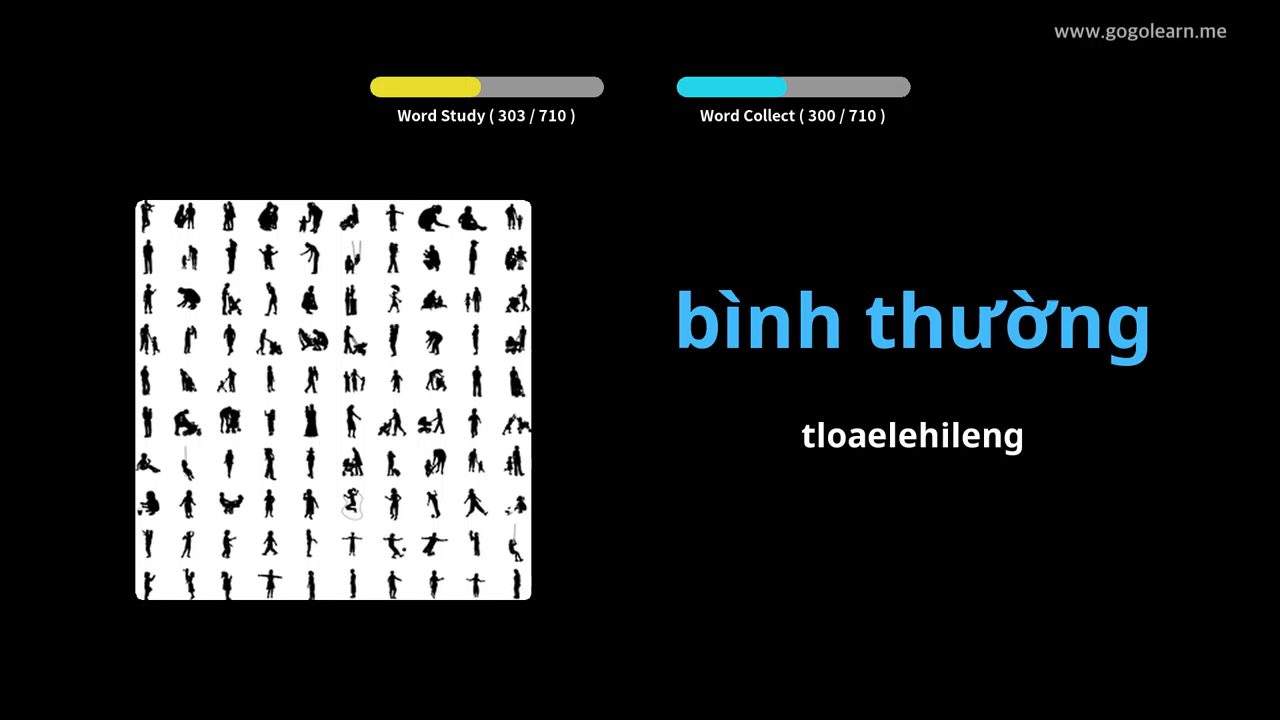 www.gogolearn.me
Word Study ( 303 / 710 )
Word Collect ( 300 / 710 )
bình thường
tloaelehileng